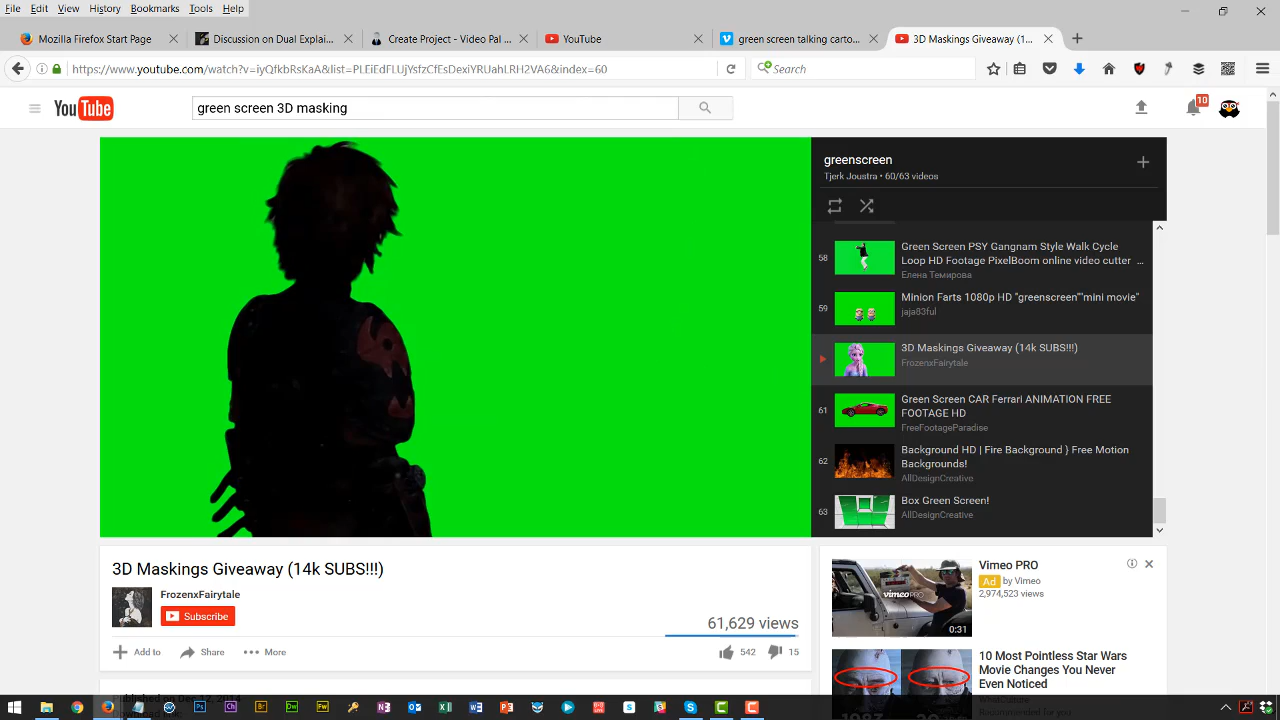 File Edit View History Bookmarks Tools Help
Mozilla Firefox Start Page
Discussion on Dual Explai...
Create Project - Video Pal ...
YouTube
green screen talking carto...
3D Maskings Giveaway (1...
https://www.youtube.com/watch?v=iyQfkbRsKaA&list=PLEiEdFLUjYsfzCfEsDexiYRUahLRH2VA6&index=60
Search
YouTube
green screen 3D masking
10
greenscreen
Tjerk Joustra • 60/63 videos
58
Green Screen PSY Gangnam Style Walk Cycle
Loop HD Footage PixelBoom online video cutter ...
Елена Темирова
59
Minion Farts 1080p HD "greenscreen""mini movie"
jaja83ful
3D Maskings Giveaway (14k SUBS!!!)
FrozenxFairytale
61
Green Screen CAR Ferrari ANIMATION FREE
FOOTAGE HD
FreeFootageParadise
62
Background HD | Fire Background } Free Motion
Backgrounds!
AllDesignCreative
63
Box Green Screen!
AllDesignCreative
3D Maskings Giveaway (14k SUBS!!!)
FrozenxFairytale
Subscribe
61,629 views
Add to
Share
More
542
15
vimeoPRO
0:31
Vimeo PRO
Ad by Vimeo
2,974,523 views
10 Most Pointless Star Wars
Movie Changes You Never
Even Noticed